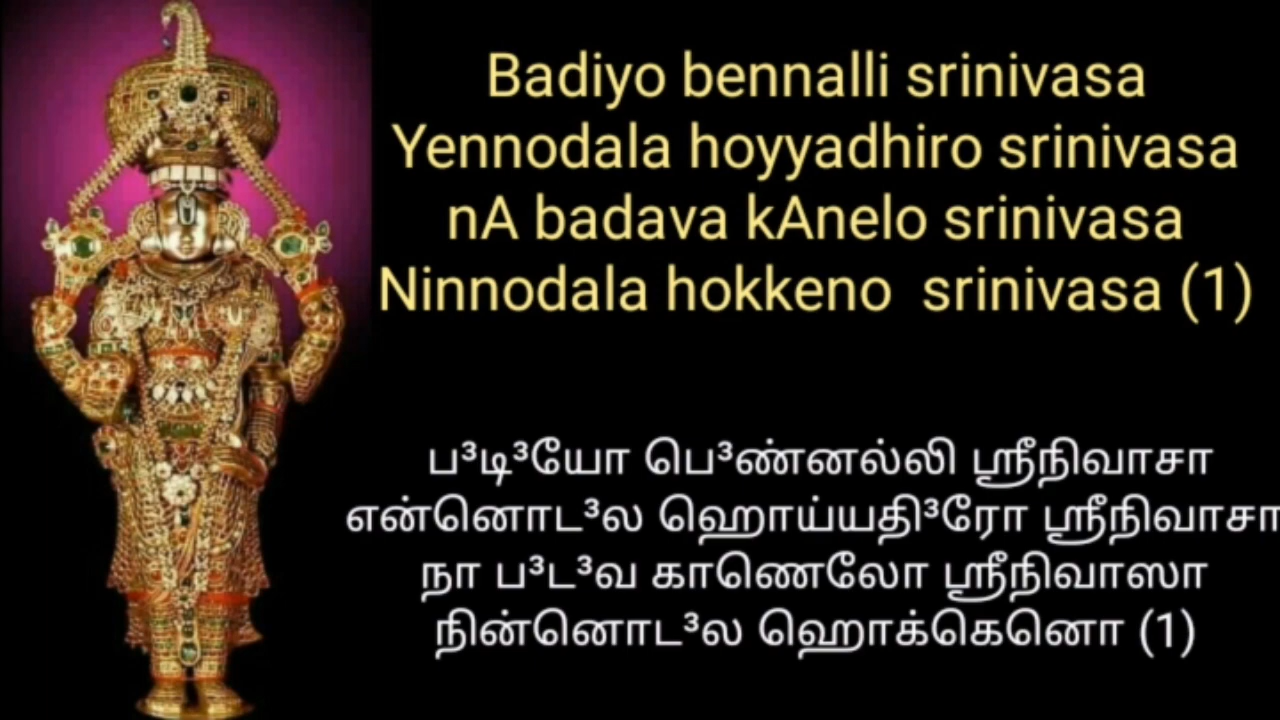 Badiyo bennalli srinivasa
Yennodala hoyyadhiro srinivasa
nA badava kAnelo srinivasa
Ninnodala hokkeno srinivasa (1)
ப³டி³யோ பெ³ண்னல்லி ஸ்ரீநிவாசா
என்னொட³ல ஹொய்யதி³ரோ ஸ்ரீநிவாசா
நா ப³ட³வ காணெலோ ஸ்ரீநிவாஸா
நின்னொட³ல ஹொக்கெனொ (1)